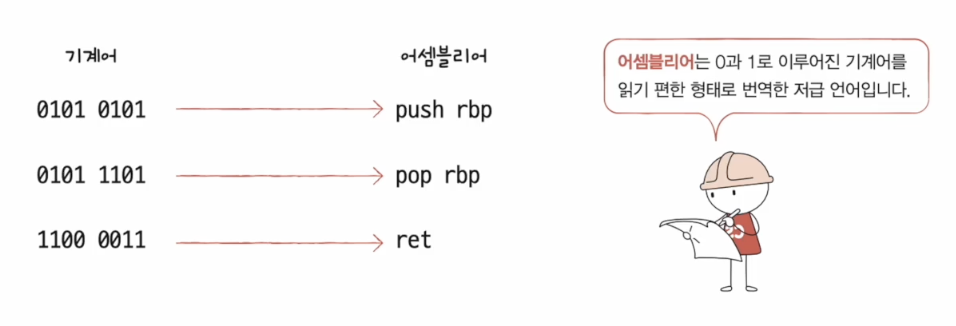 기계어
어셈블리어
0101 0101
push rbp
0101 1101
pop rbp
1100 0011
ret
어셈블리어는 0과 1로 이루어진 기계어를
읽기 편한 형태로 번역한 저급 언어입니다.